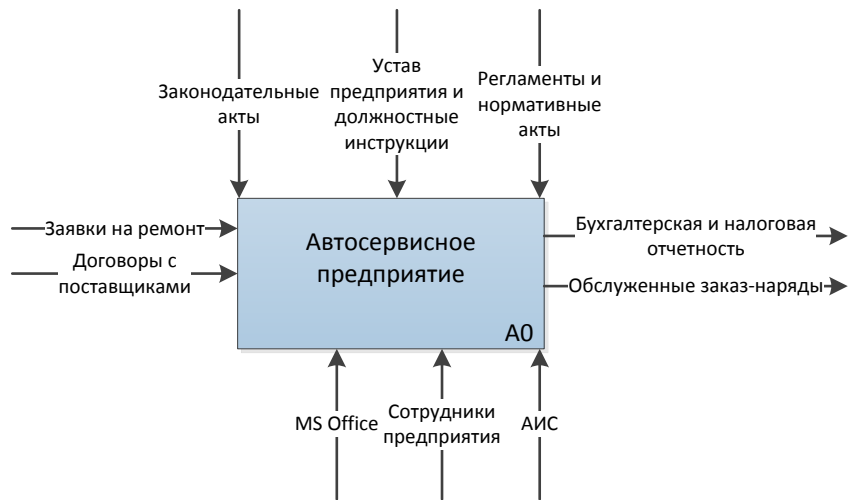 Законодательные
акты
Устав
предприятия и
должностные
инструкции
Регламенты и
нормативные
акты
Заявки на ремонт
Договоры с
поставщиками
Автосервисное
предприятие
А0
Бухгалтерская и налоговая
отчетность
Обслуженные заказ-наряды
MS Office
Сотрудники
предприятия
АИС